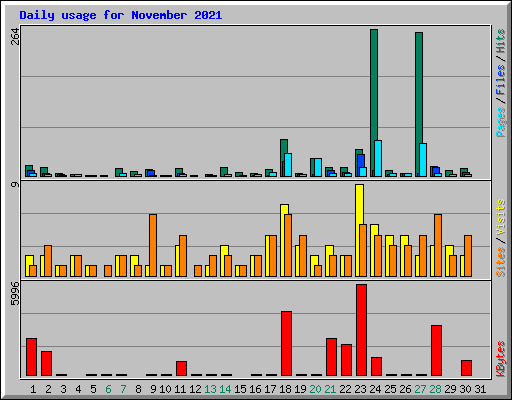 Daily usage for November 2021
264
Pages / Files / Hits
9
Sites / Visits
5996
KBytes
1 2 3 4 5 6 7 8 9 10 11 12 13 14 15 16 17 18 19 20 21 22 23 24 25 26 27 28 29 30 31